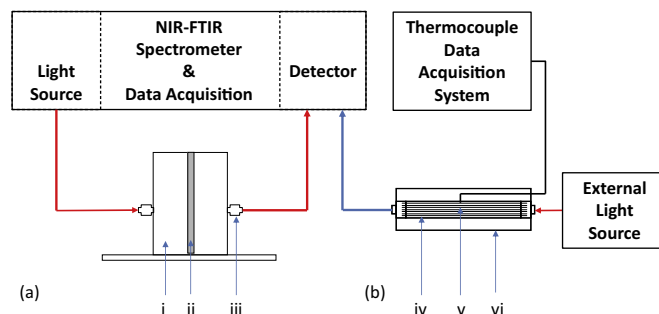 NIR-FTIR
Spectrometer
&
Data Acquisition
Light
Source
Detector
Thermocouple
Data
Acquisition
System
External
Light
Source
(a)
i
ii
iii
(b)
iv
v
vi